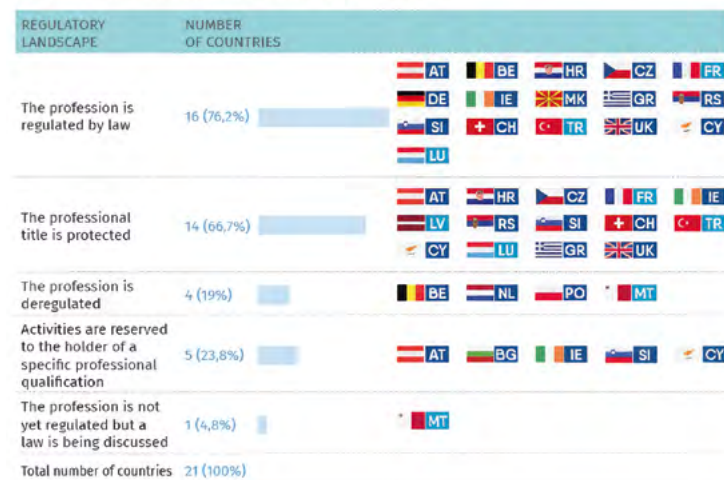 REGULATORY LANDSCAPE NUMBER OF COUNTRIES
The profession is regulated by law 16 (76,2%)
AT BE HR CZ FR
DE IE MK GR RS
SI CH TR UK CY
LU
The professional title is protected 14 (66,7%)
AT HR CZ FR IE
LV RS SI CH TR
CY LU GR UK
The profession is deregulated 4 (19%)
BE NL PO MT
Activities are reserved to the holder of a specific professional qualification 5 (23,8%)
AT BG IE SI CY
The profession is not yet regulated but a law is being discussed 1 (4,8%)
MT
Total number of countries 21 (100%)